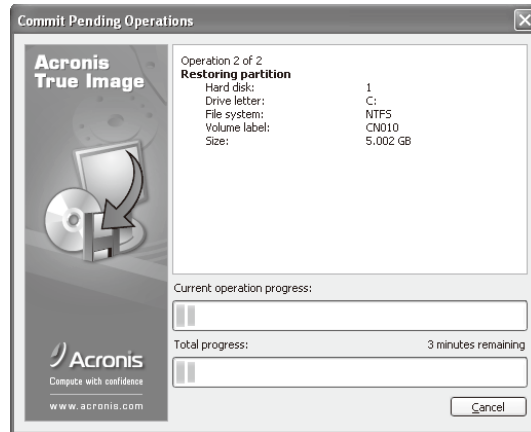 Commit Pending Operations
Acronis
True Image
Operation 2 of 2
Restoring partition
Hard disk: 1
Drive letter: C:
File system: NTFS
Volume label: CN010
Size: 5.002 GB
Current operation progress:
Total progress: 3 minutes remaining
Acronis
Compute with confidence
www.acronis.com
Cancel